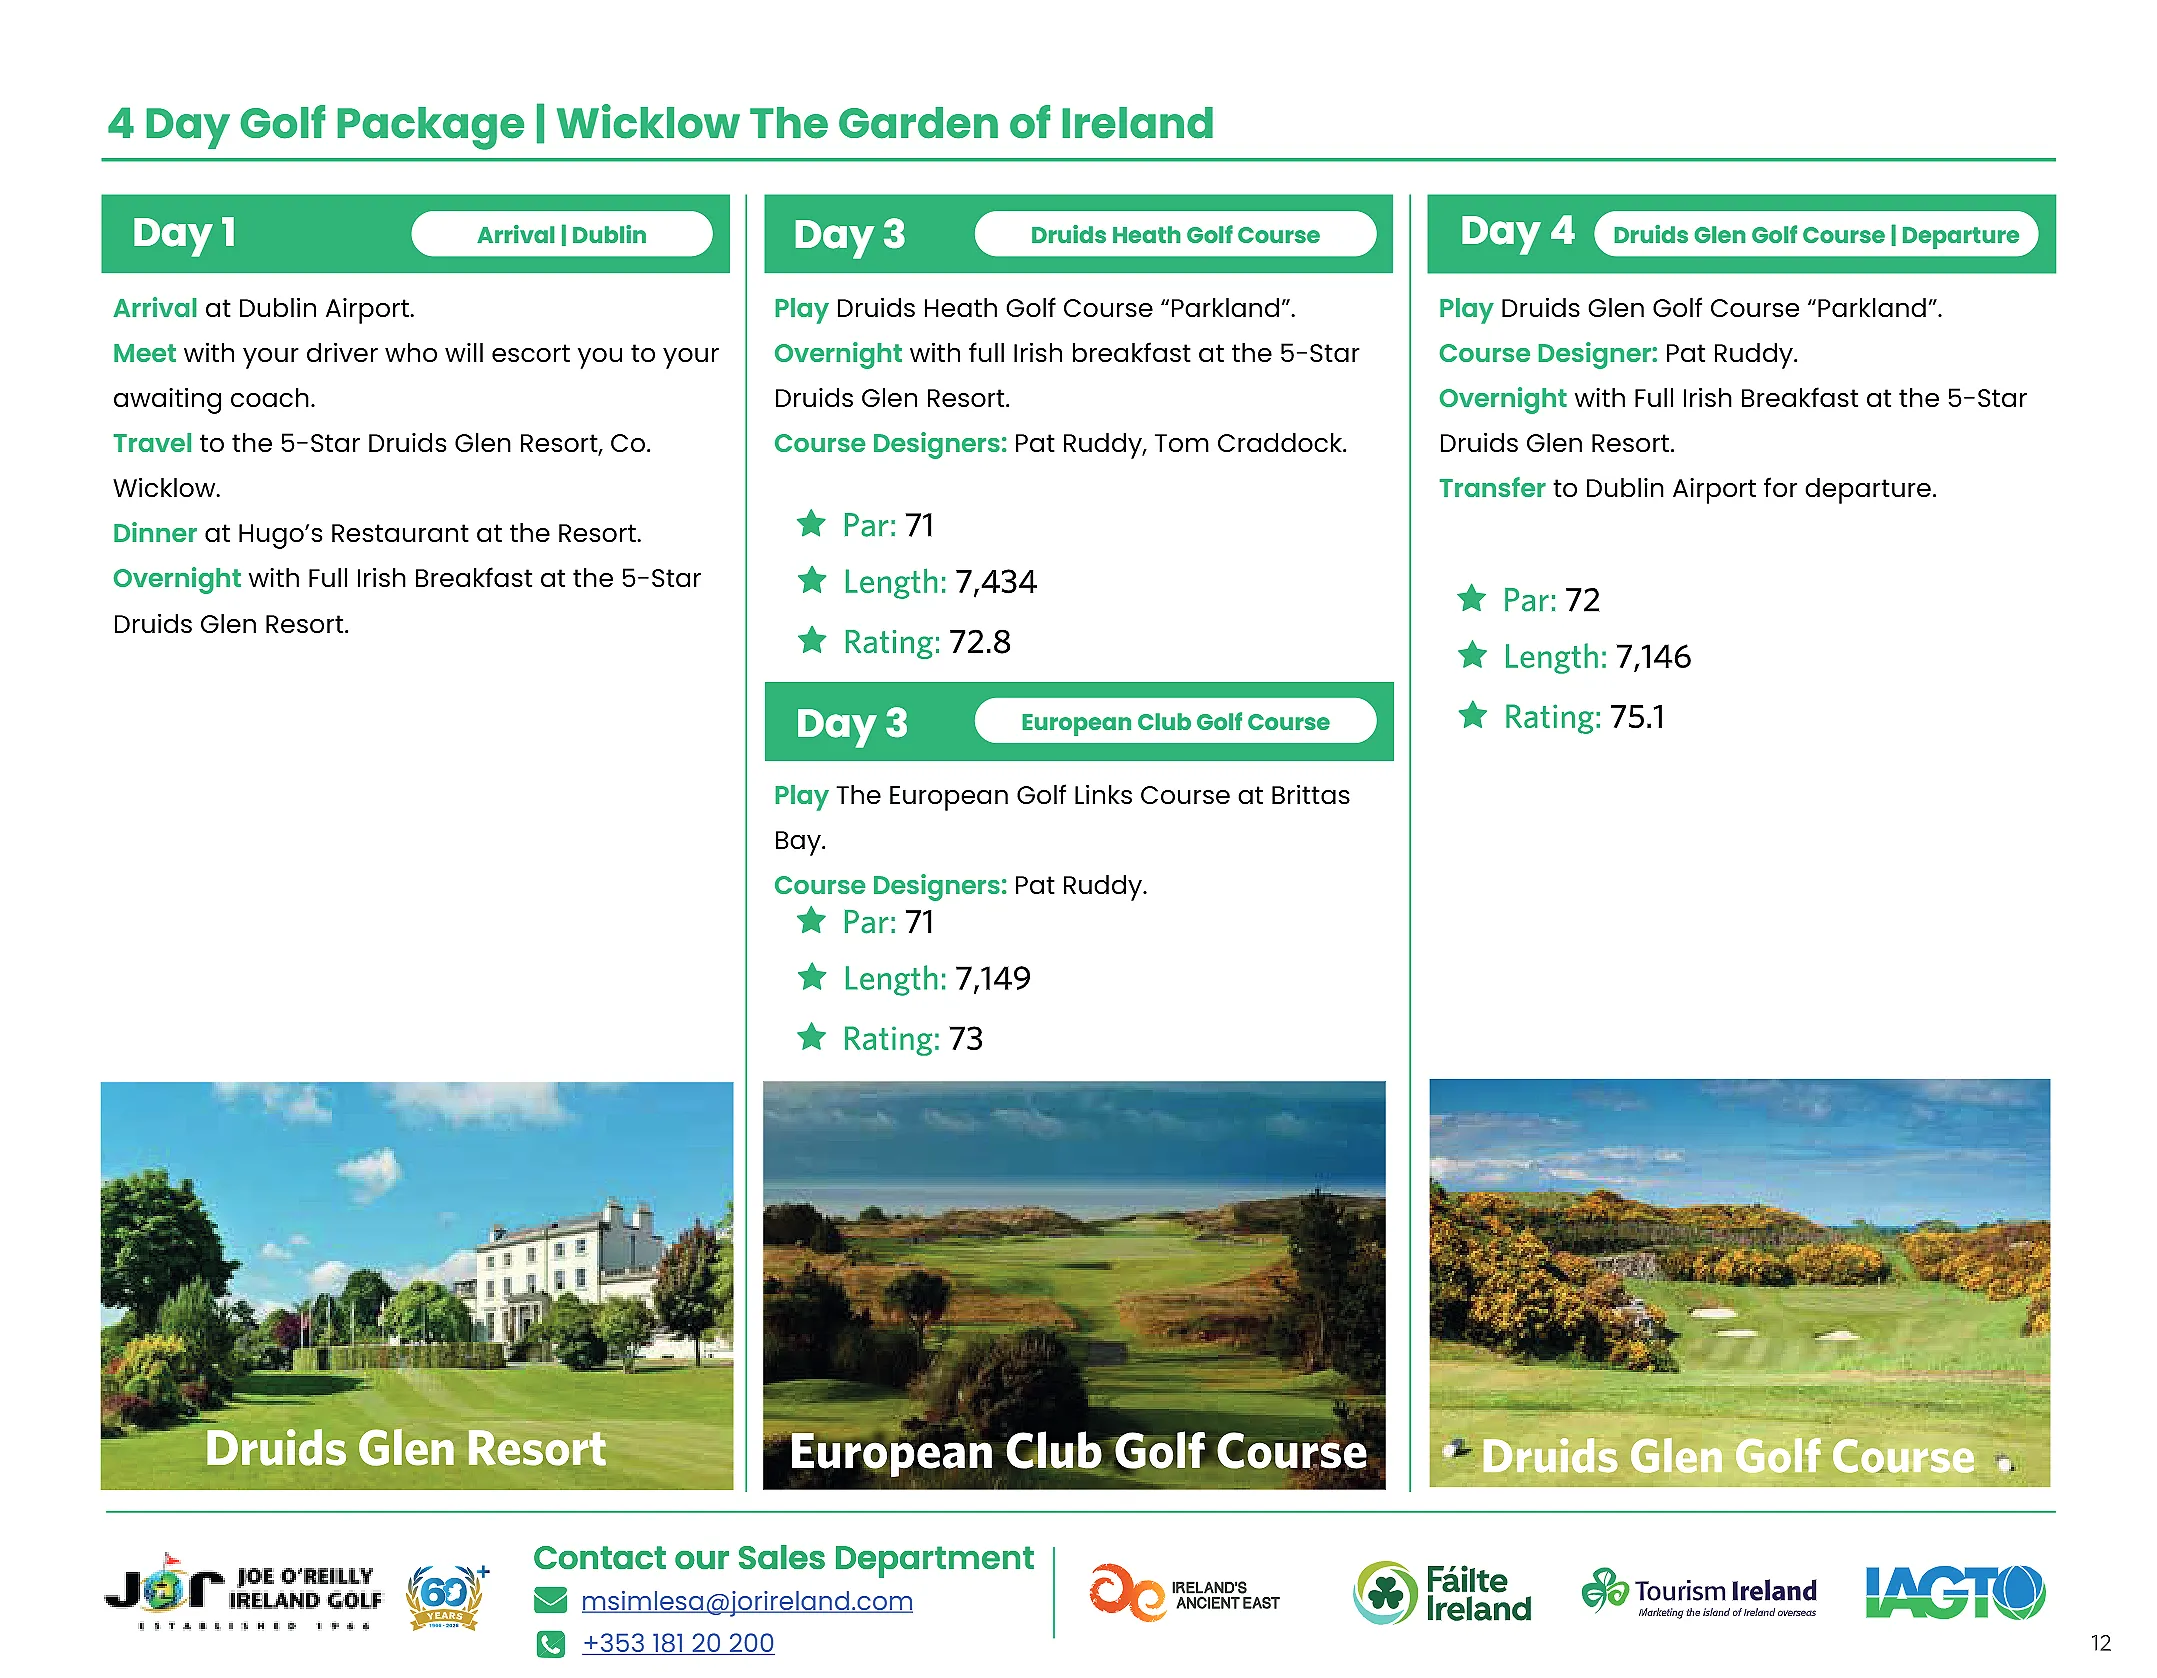 4 Day Golf Package | Wicklow The Garden of Ireland
Day 1
Arrival | Dublin
Arrival at Dublin Airport.
Meet with your driver who will escort you to your
awaiting coach.
Travel to the 5-Star Druids Glen Resort, Co.
Wicklow.
Dinner at Hugo’s Restaurant at the Resort.
Overnight with Full Irish Breakfast at the 5-Star
Druids Glen Resort.
Druids Glen Resort
Day 3
Druids Heath Golf Course
Play Druids Heath Golf Course “Parkland”.
Overnight with full Irish breakfast at the 5-Star
Druids Glen Resort.
Course Designers: Pat Ruddy, Tom Craddock.
Par: 71
Length: 7,434
Rating: 72.8
Day 3
European Club Golf Course
Play The European Golf Links Course at Brittas
Bay.
Course Designers: Pat Ruddy.
Par: 71
Length: 7,149
Rating: 73
European Club Golf Course
Day 4
Druids Glen Golf Course | Departure
Play Druids Glen Golf Course “Parkland”.
Course Designer: Pat Ruddy.
Overnight with Full Irish Breakfast at the 5-Star
Druids Glen Resort.
Transfer to Dublin Airport for departure.
Par: 72
Length: 7,146
Rating: 75.1
Druids Glen Golf Course
JOR
JOE O’REILLY
IRELAND GOLF
ESTABLISHED 1966
60+
YEARS
1966 - 2026
Contact our Sales Department
msimlesa@jorireland.com
+353 181 20 200
IRELAND'S
ANCIENT EAST
Fáilte
Ireland
Tourism Ireland
Marketing the island of Ireland overseas
IAGTO
12